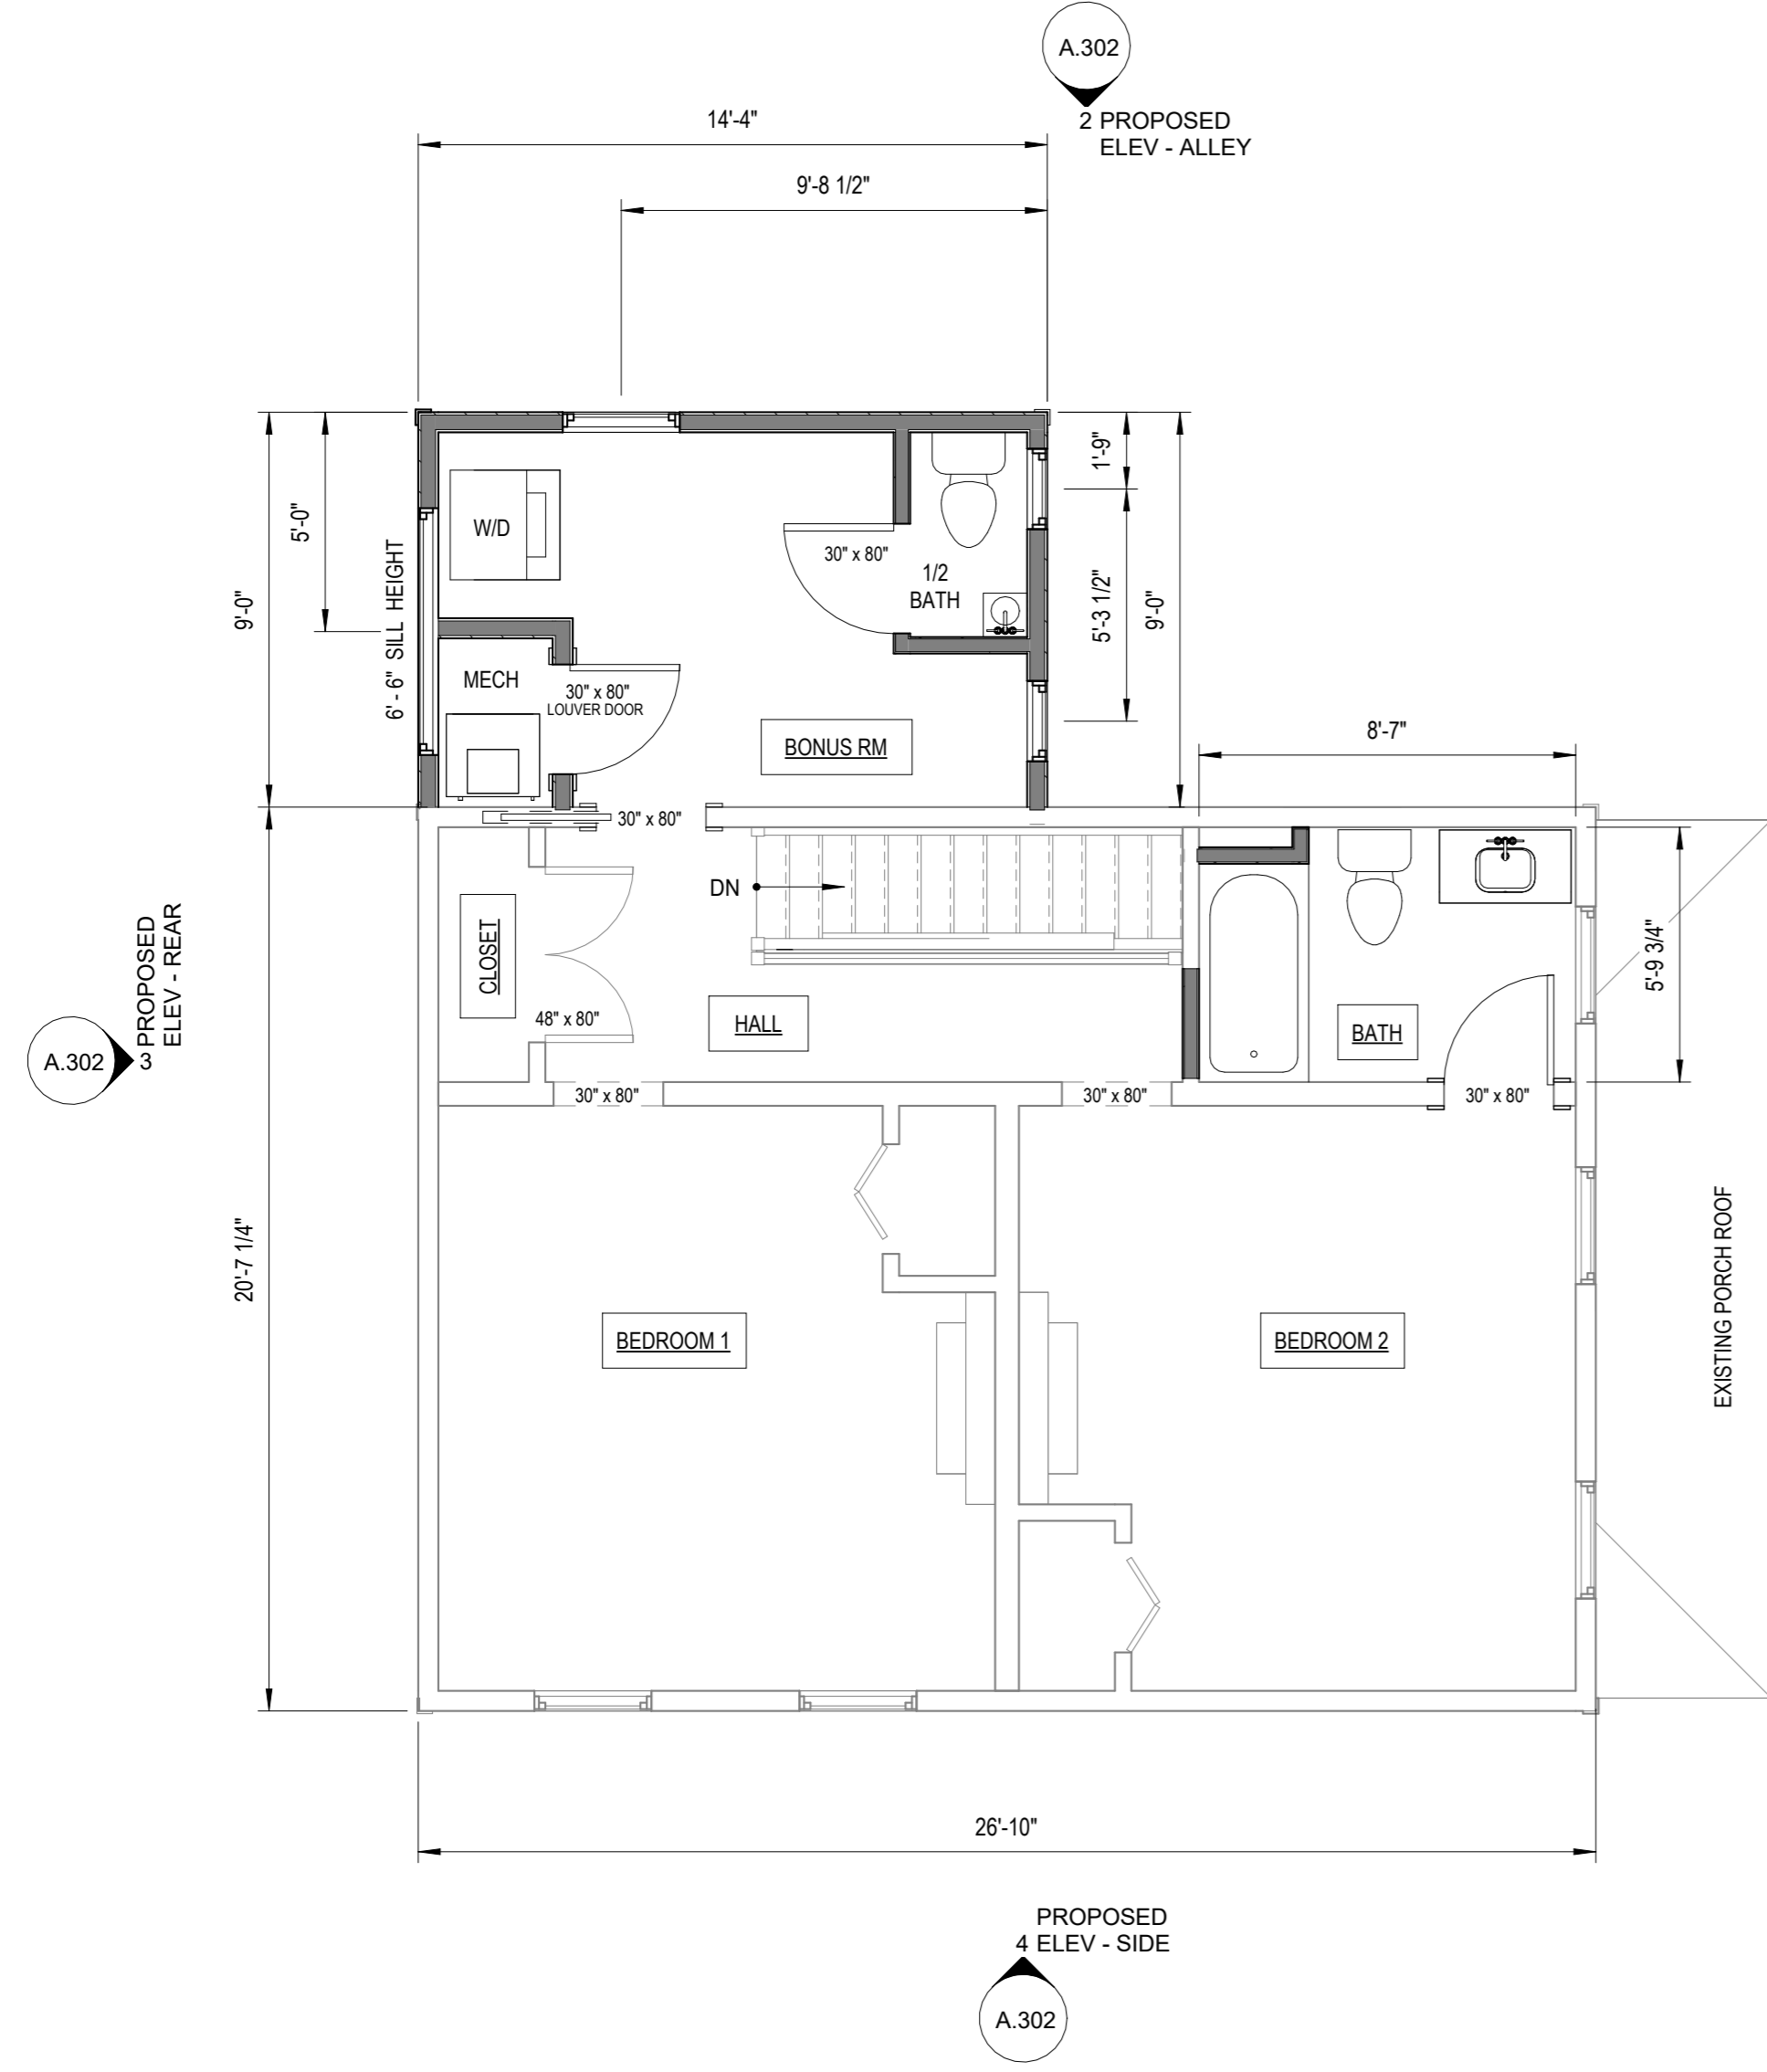 A.302
2 PROPOSED
ELEV - ALLEY
14'-4"
9'-8 1/2"
9'-0"
5'-0"
6' - 6" SILL HEIGHT
W/D
30" x 80"
1/2
BATH
1'-9"
5'-3 1/2"
9'-0"
MECH
30" x 80"
LOUVER DOOR
BONUS RM
8'-7"
30" x 80"
DN
CLOSET
48" x 80"
HALL
BATH
5'-9 3/4"
A.302
3
PROPOSED
ELEV - REAR
30" x 80"
30" x 80"
30" x 80"
20'-7 1/4"
BEDROOM 1
BEDROOM 2
EXISTING PORCH ROOF
26'-10"
PROPOSED
4 ELEV - SIDE
A.302